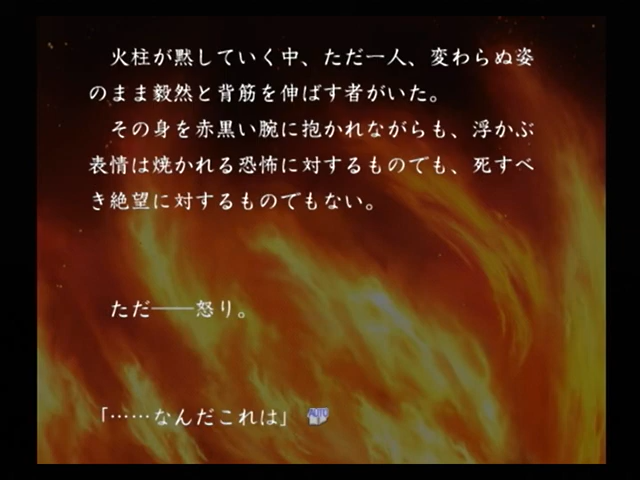 火柱が黙していく中、ただ一人、変わらぬ姿
のまま毅然と背筋を伸ばす者がいた。
その身を赤黒い腕に抱かれながらも、浮かぶ
表情は焼かれる恐怖に対するものでも、死すべ
き絶望に対するものでもない。
ただ――怒り。
「……なんだこれは」